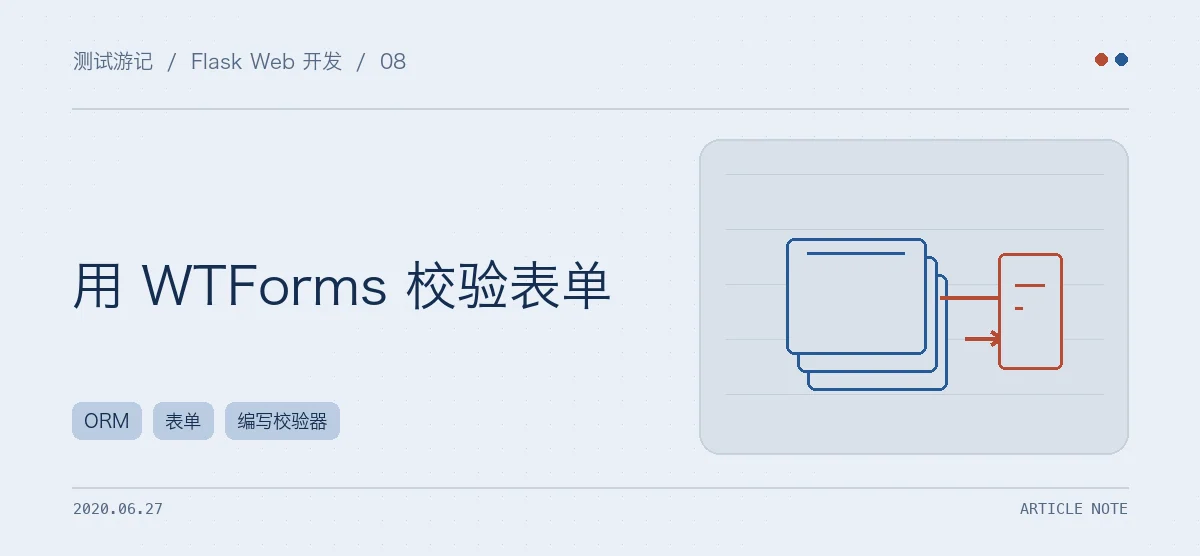 测试游记 / Flask Web 开发 / 08
用 WTForms 校验表单
ORM 表单 编写校验器
2020.06.27 ARTICLE NOTE